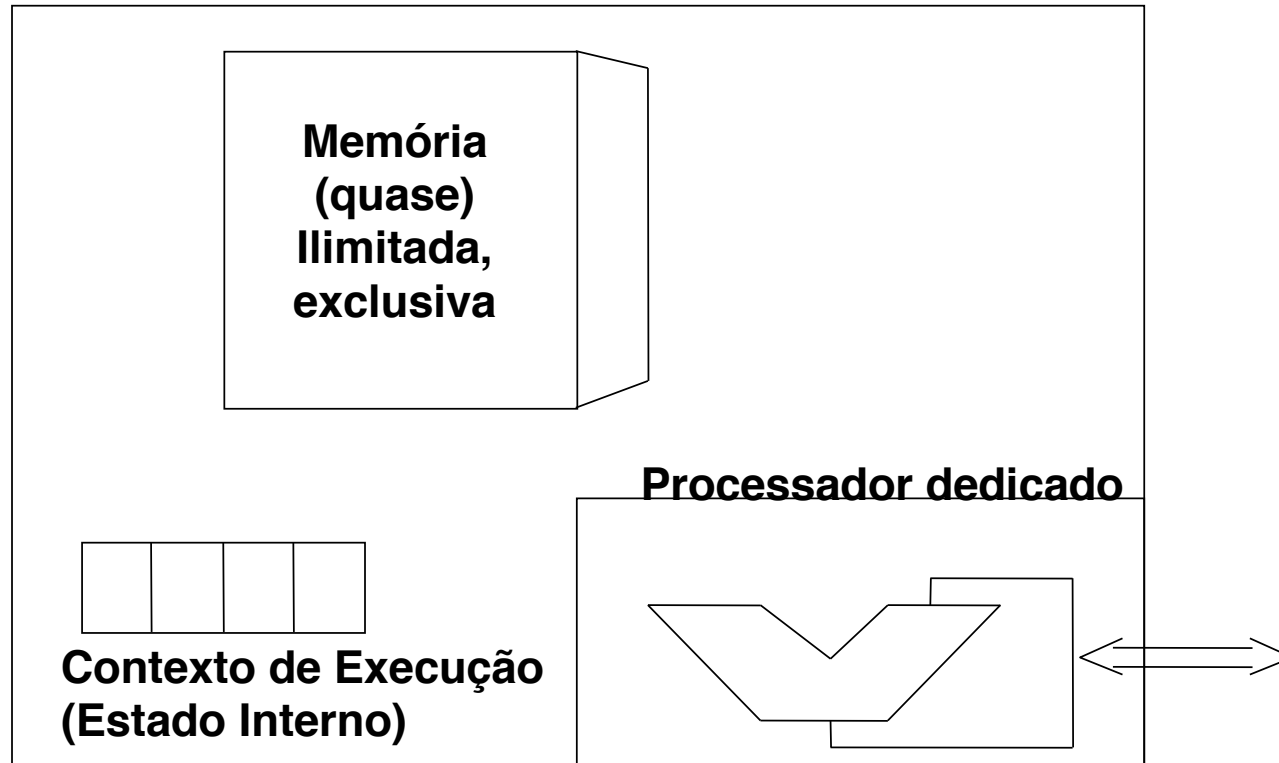 Memória
(quase)
Ilimitada,
exclusiva
Processador dedicado
Contexto de Execução
(Estado Interno)